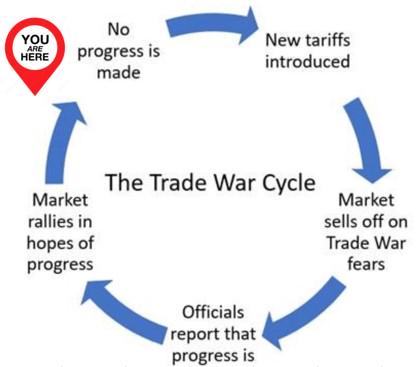 YOU
ARE
HERE
No
progress is
made
New tariffs
introduced
The Trade War Cycle
Market
rallies in
hopes of
progress
Market
sells off on
Trade War
fears
Officials
report that
progress is